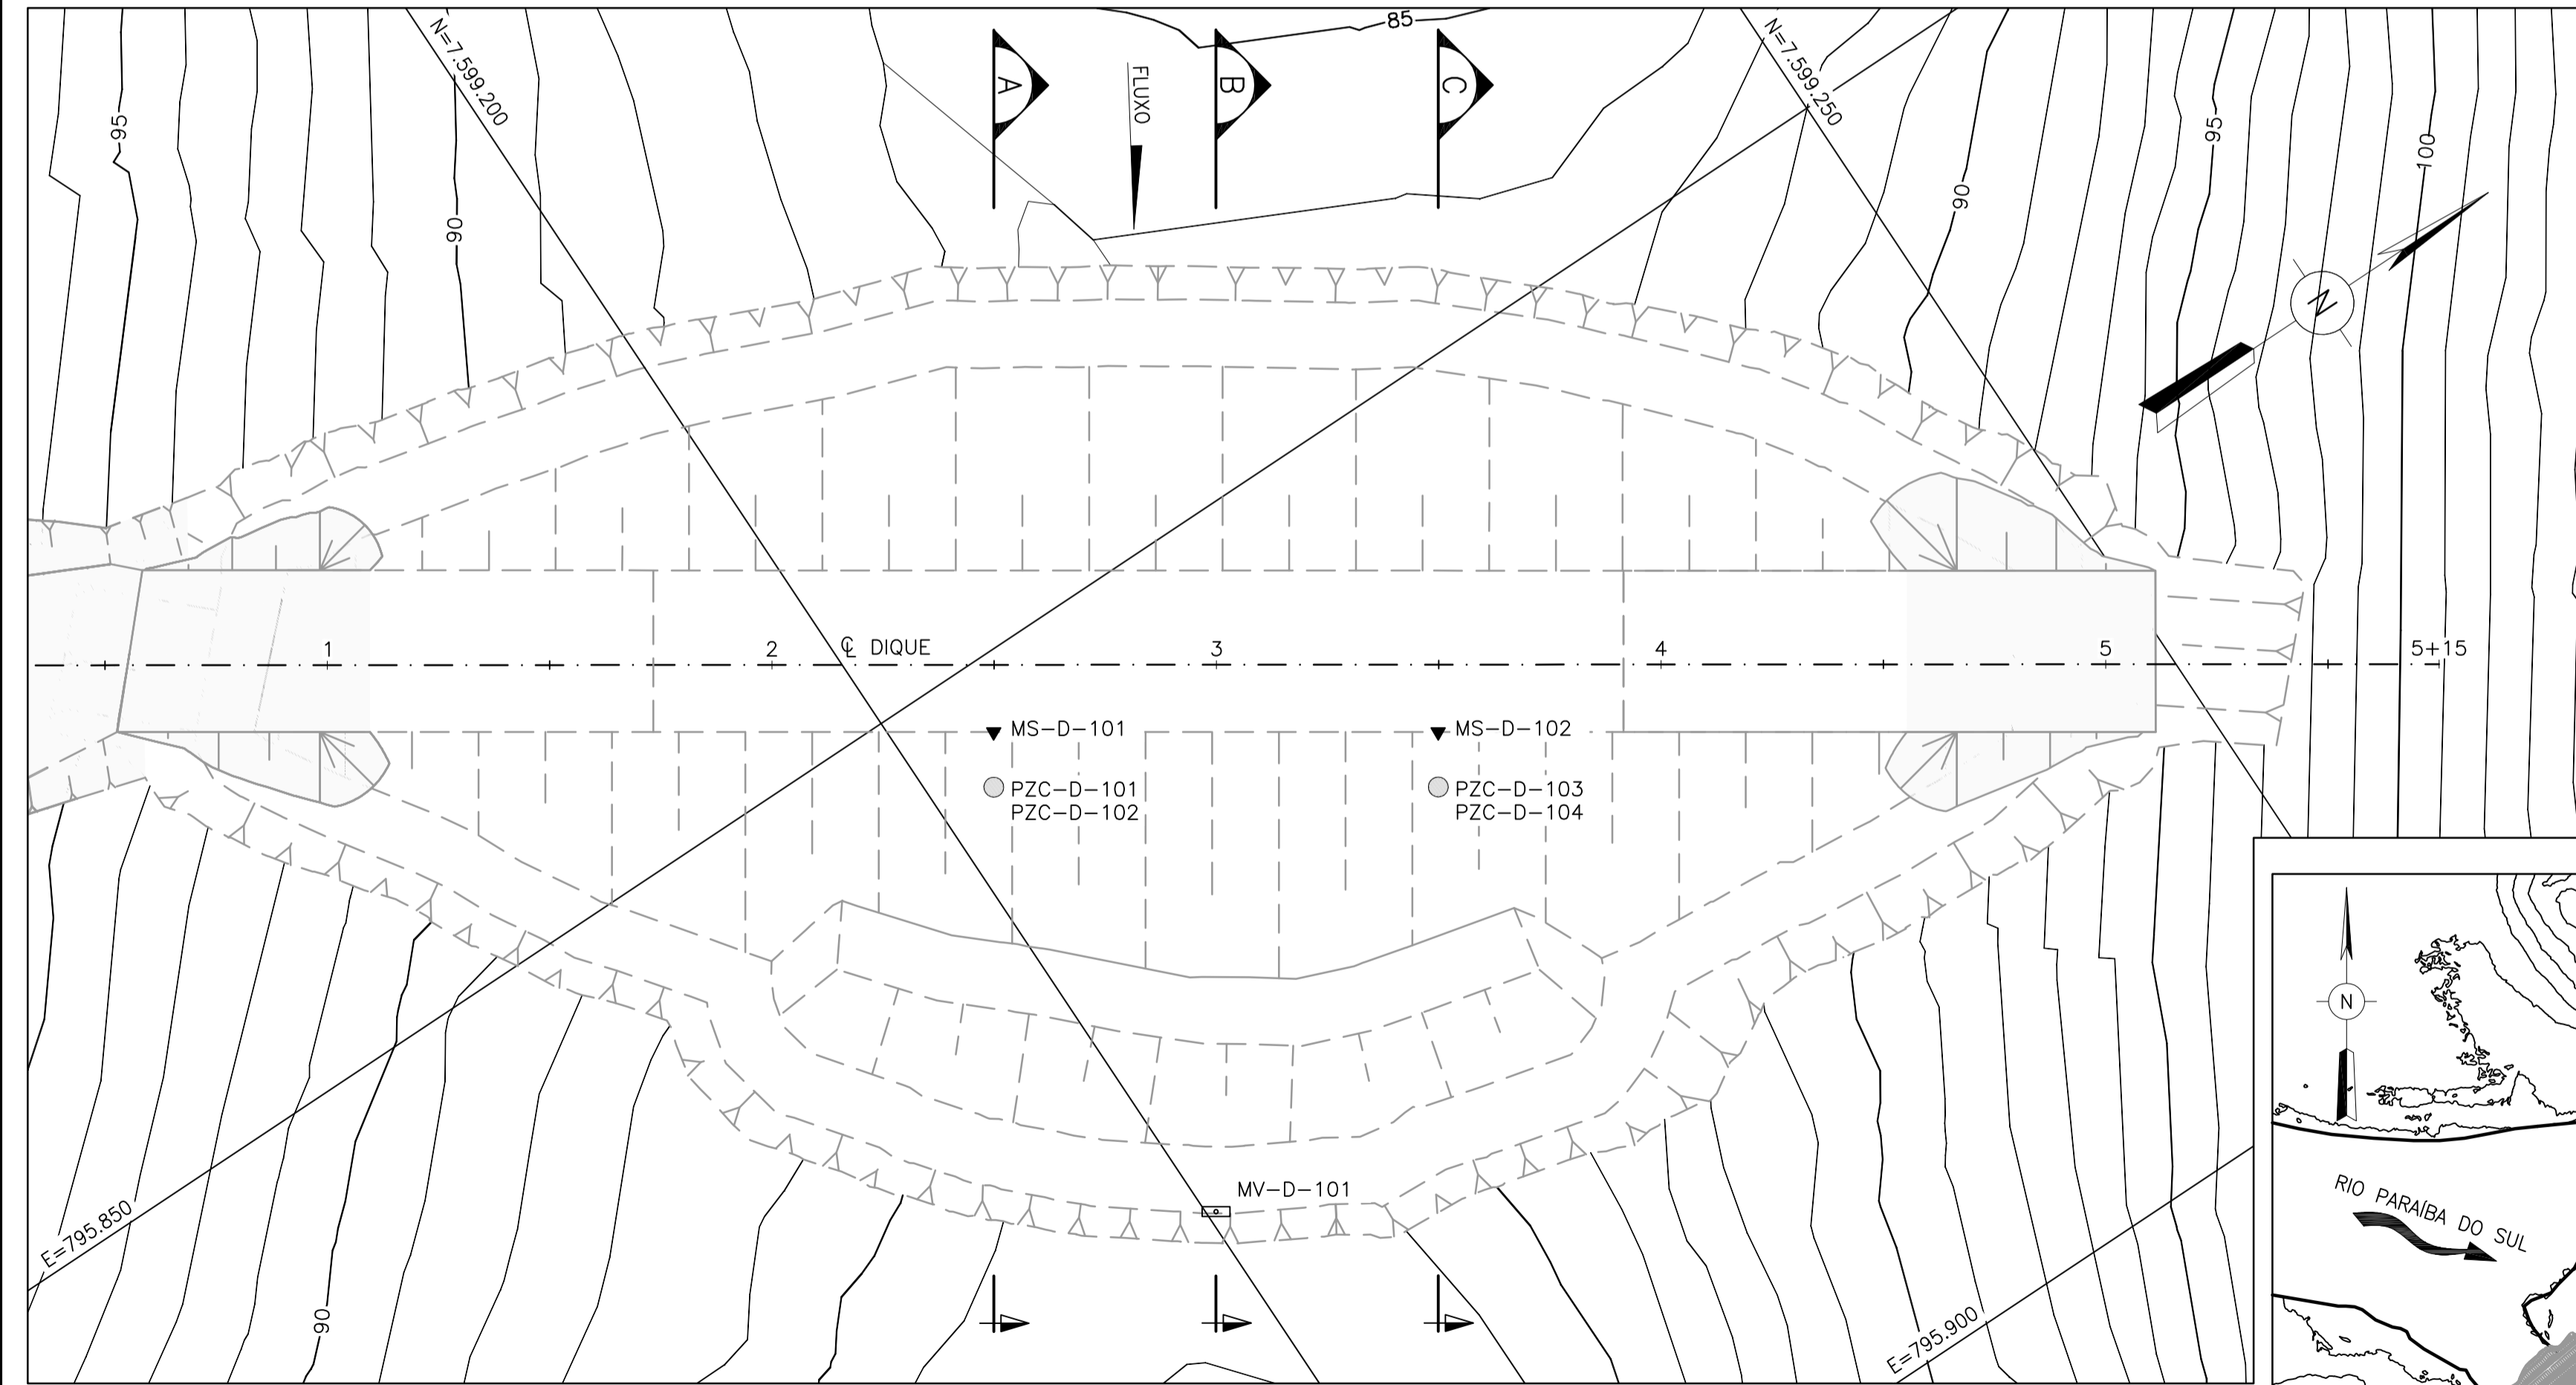 85
N=7.599.200
N=7.599.250
A
B
C
FLUXO
95
90
90
95
100
N
1
2
℄ DIQUE
3
4
5
5+15
MS-D-101
MS-D-102
PZC-D-101
PZC-D-102
PZC-D-103
PZC-D-104
MV-D-101
E=795.850
90
E=795.900
N
RIO PARAÍBA DO SUL